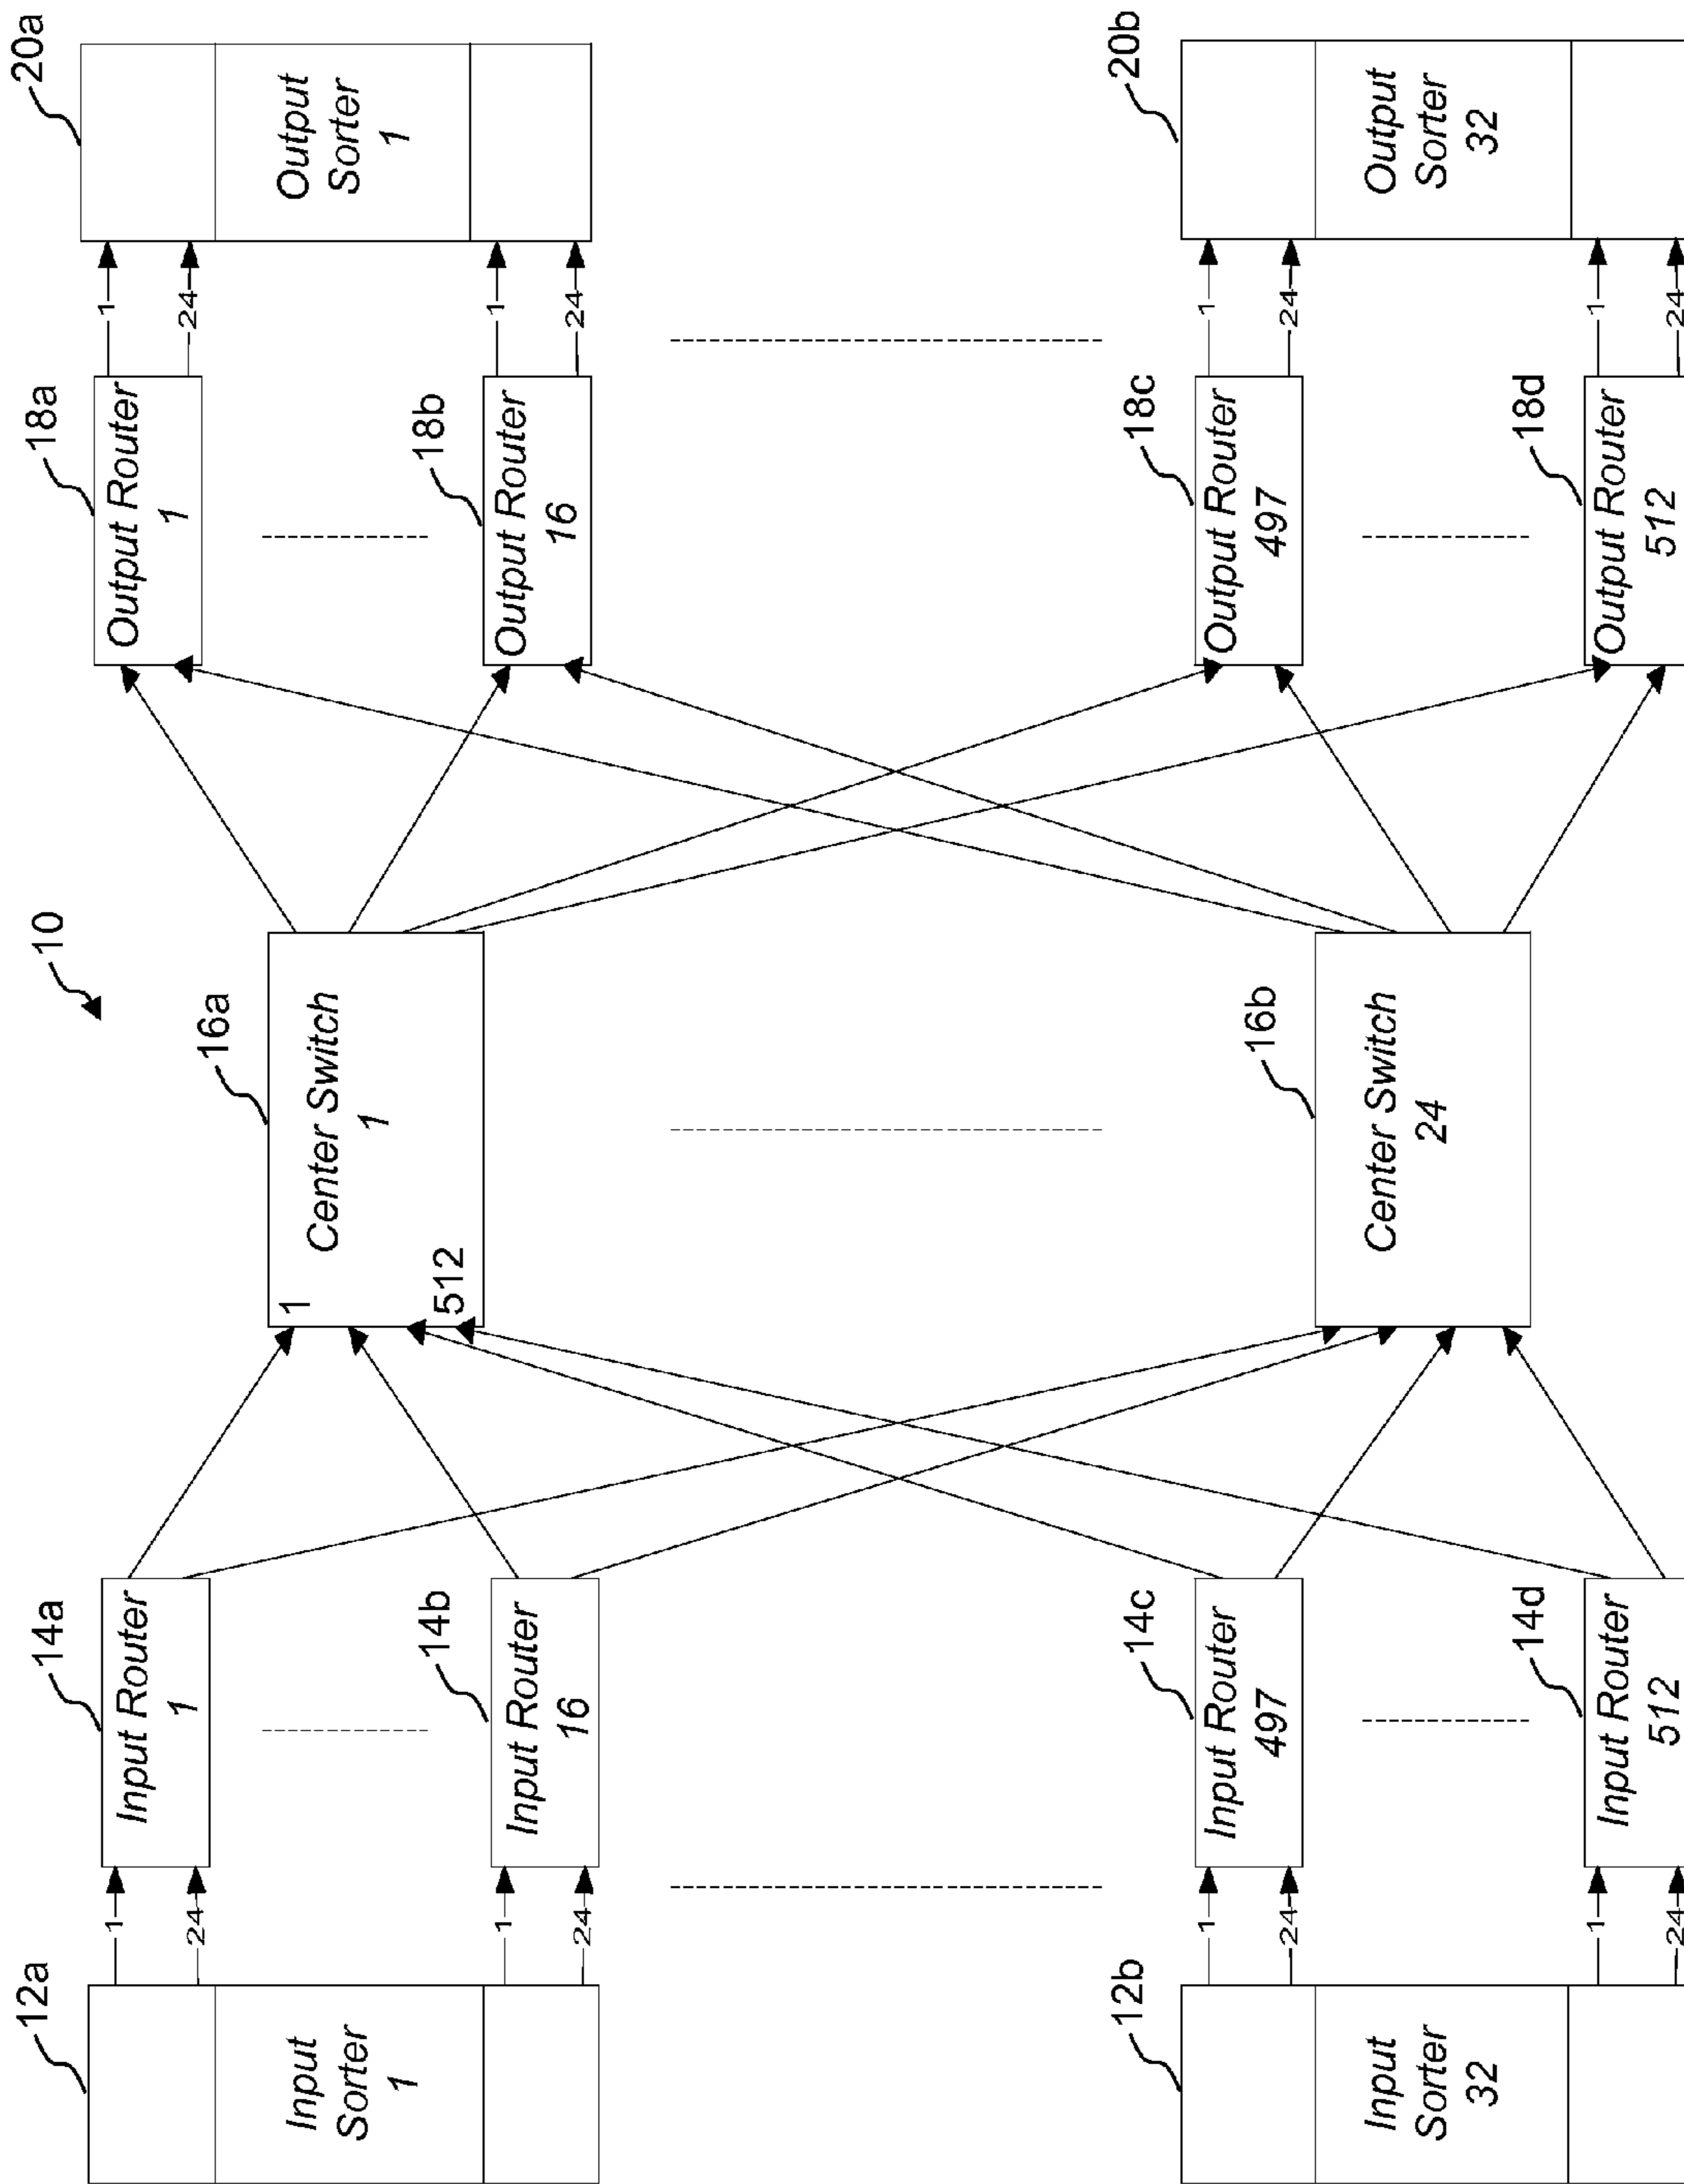 10
12a
Input
Sorter
1
1
24
1
24
12b
Input
Sorter
32
1
24
1
24
14a
Input Router
1
14b
Input Router
16
14c
Input Router
497
14d
Input Router
512
16a
1
Center Switch
1
512
16b
Center Switch
24
18a
Output Router
1
1
24
18b
Output Router
16
1
24
18c
Output Router
497
1
24
18d
Output Router
512
1
24
20a
Output
Sorter
1
20b
Output
Sorter
32